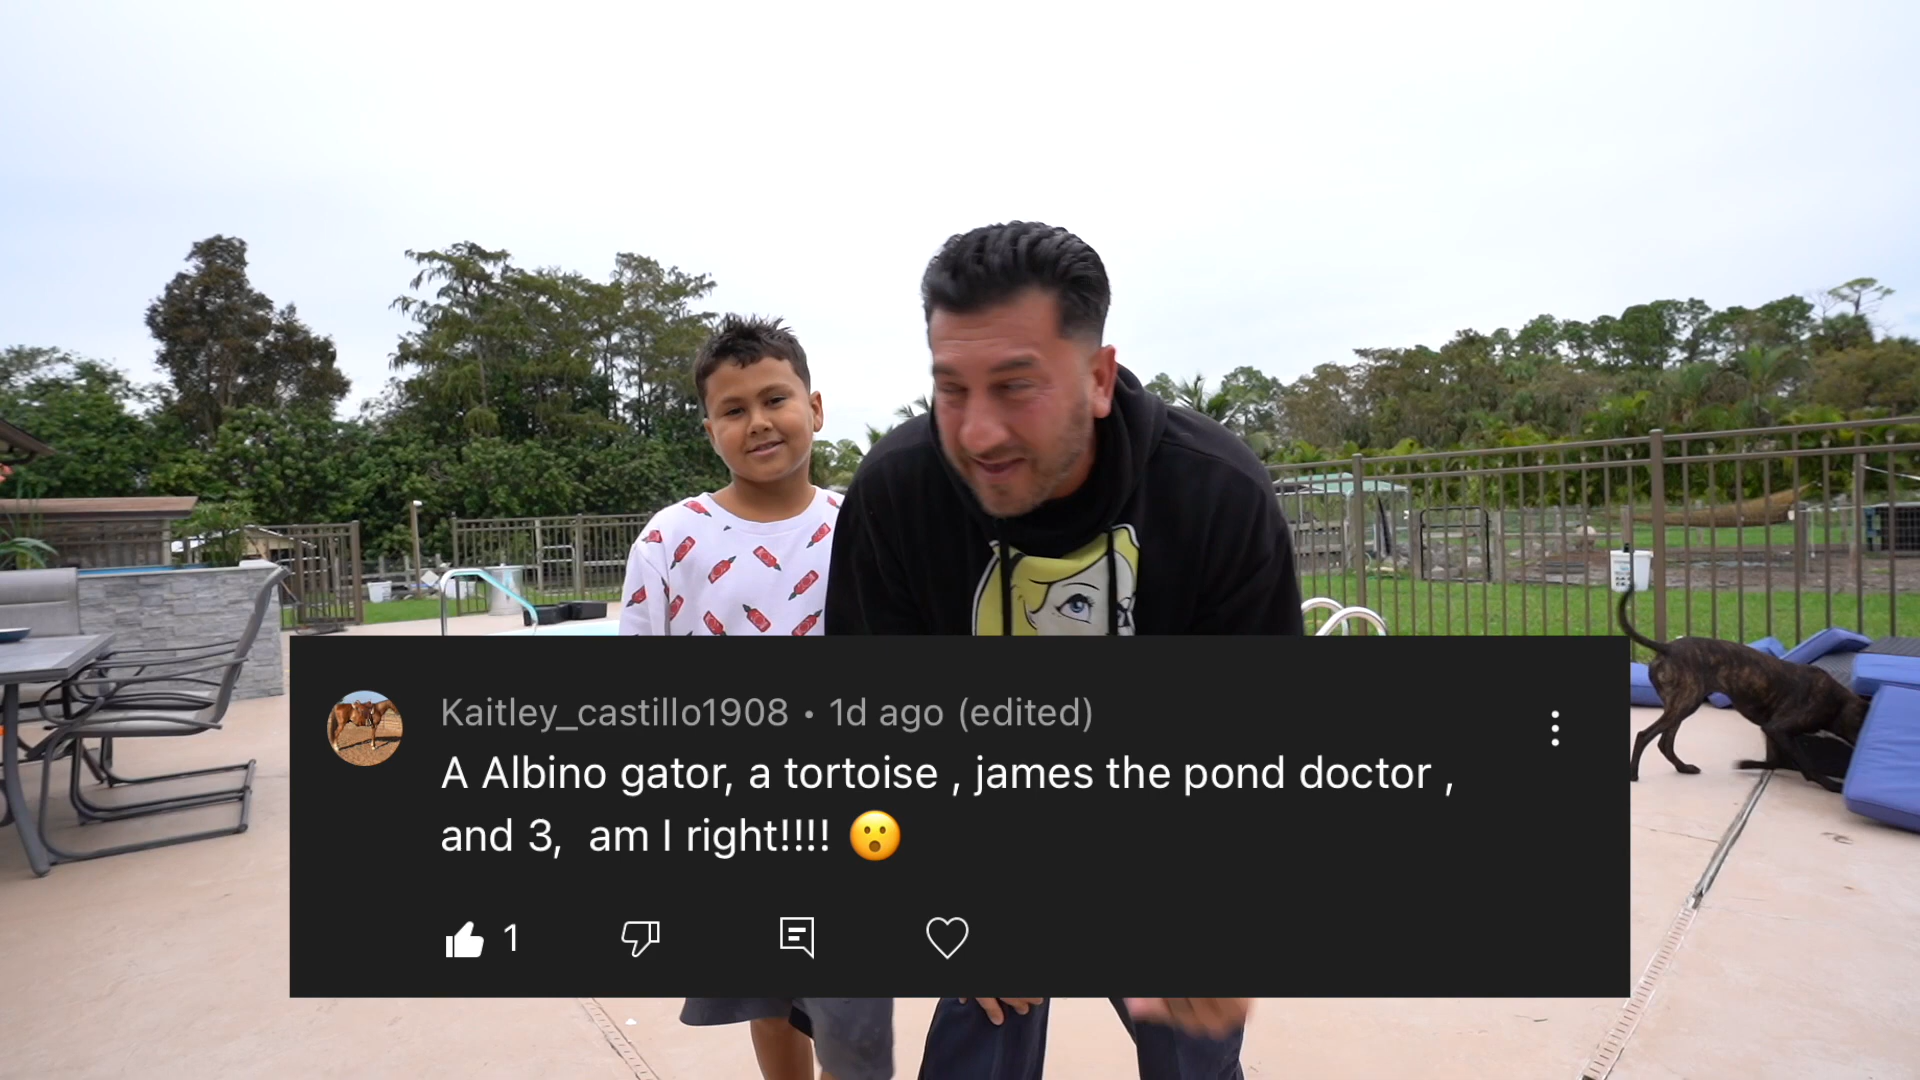 Kaitley_castillo1908 • 1d ago (edited)
A Albino gator, a tortoise , james the pond doctor ,
and 3,  am I right!!!! 😮
1